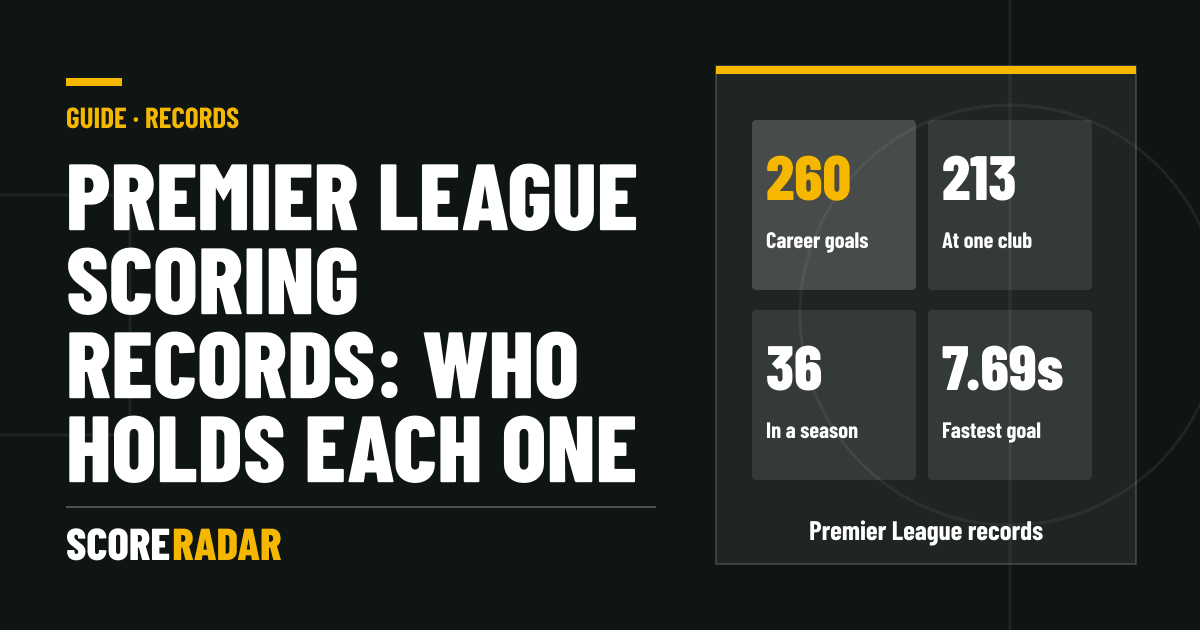 GUIDE · RECORDS
PREMIER LEAGUE
SCORING
RECORDS: WHO
HOLDS EACH ONE
SCORERADAR
260
Career goals
213
At one club
36
In a season
7.69s
Fastest goal
Premier League records